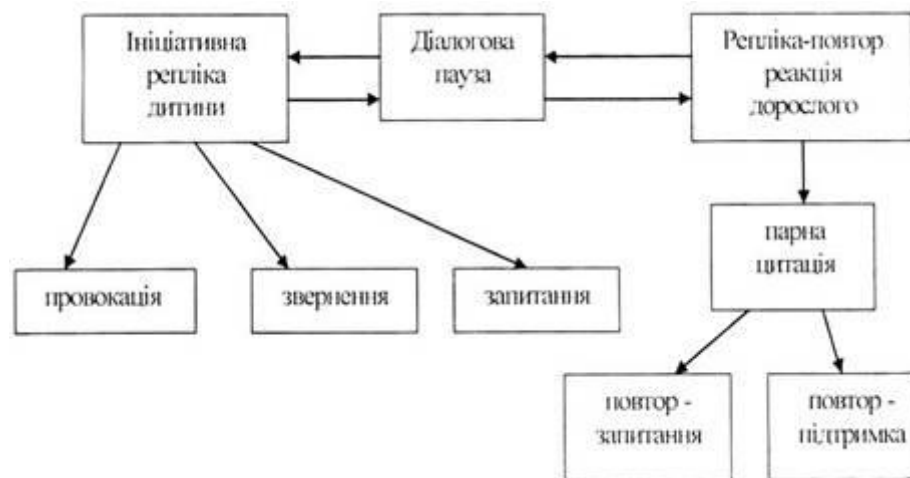 Ініціативна
репліка
дитини
Діалогова
пауза
Репліка-повтор
реакція
дорослого
парна
цитація
провокація
звернення
запитання
повтор -
запитання
повтор -
підтримка